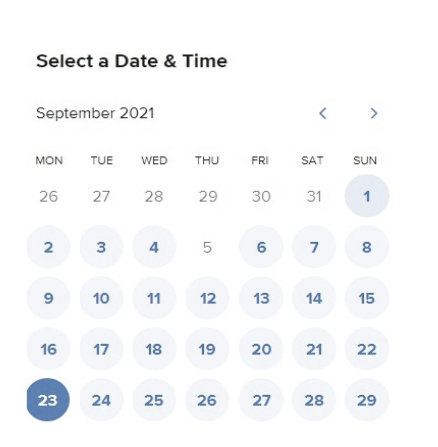 Select a Date & Time
September 2021
MON TUE WED THU FRI SAT SUN
26 27 28 29 30 31 1
2 3 4 5 6 7 8
9 10 11 12 13 14 15
16 17 18 19 20 21 22
23 24 25 26 27 28 29